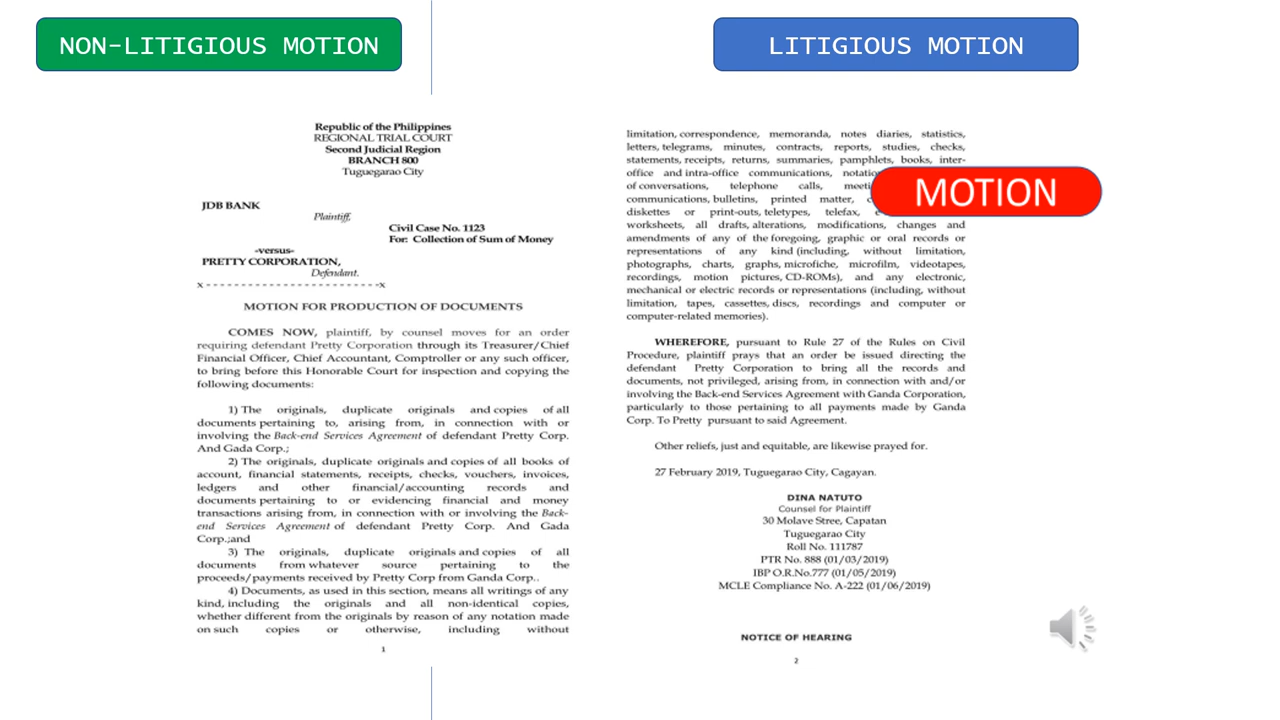 NON-LITIGIOUS MOTION
LITIGIOUS MOTION
Republic of the Philippines
REGIONAL TRIAL COURT
Second Judicial Region
BRANCH 800
Tuguegarao City
JDB BANK
Plaintiff,
Civil Case No. 1123
For: Collection of Sum of Money
-versus-
PRETTY CORPORATION,
Defendant.
x - - - - - - - - - - - - - - - - - - - - - - - -x
MOTION FOR PRODUCTION OF DOCUMENTS
COMES NOW, plaintiff, by counsel moves for an order
requiring defendant Pretty Corporation through its Treasurer/Chief
Financial Officer, Chief Accountant, Comptroller or any such officer,
to bring before this Honorable Court for inspection and copying the
following documents:
1) The originals, duplicate originals and copies of all
documents pertaining to, arising from, in connection with or
involving the Back-end Services Agreement of defendant Pretty Corp.
And Gada Corp.;
2) The originals, duplicate originals and copies of all books of
account, financial statements, receipts, checks, vouchers, invoices,
ledgers and other financial/accounting records and
documents pertaining to or evidencing financial and money
transactions arising from, in connection with or involving the Back-
end Services Agreement of defendant Pretty Corp. And Gada
Corp.;and
3) The originals, duplicate originals and copies of all
documents from whatever source pertaining to the
proceeds/payments received by Pretty Corp from Ganda Corp..
4) Documents, as used in this section, means all writings of any
kind, including the originals and all non-identical copies,
whether different from the originals by reason of any notation made
on such copies or otherwise, including without
1
limitation, correspondence, memoranda, notes diaries, statistics,
letters, telegrams, minutes, contracts, reports, studies, checks,
statements, receipts, returns, summaries, pamphlets, books, inter-
office and intra-office communications,
of conversations, telephone calls,
communications, bulletins, printed matter,
diskettes or print-outs, teletypes, telefax,
worksheets, all drafts, alterations, modifications, changes and
amendments of any of the foregoing, graphic or oral records or
representations of any kind (including, without limitation,
photographs, charts, graphs, microfiche, microfilm, videotapes,
recordings, motion pictures, CD-ROMs), and any electronic,
mechanical or electric records or representations (including, without
limitation, tapes, cassettes, discs, recordings and computer or
computer-related memories).
MOTION
WHEREFORE, pursuant to Rule 27 of the Rules on Civil
Procedure, plaintiff prays that an order be issued directing the
defendant Pretty Corporation to bring all the records and
documents, not privileged, arising from, in connection with and/or
involving the Back-end Services Agreement with Ganda Corporation,
particularly to those pertaining to all payments made by Ganda
Corp. To Pretty pursuant to said Agreement.
Other reliefs, just and equitable, are likewise prayed for.
27 February 2019, Tuguegarao City, Cagayan.
DINA NATUTO
Counsel for Plaintiff
30 Molave Stree, Capatan
Tuguegarao City
Roll No. 111787
PTR No. 888 (01/03/2019)
IBP O.R.No.777 (01/05/2019)
MCLE Compliance No. A-222 (01/06/2019)
NOTICE OF HEARING
2